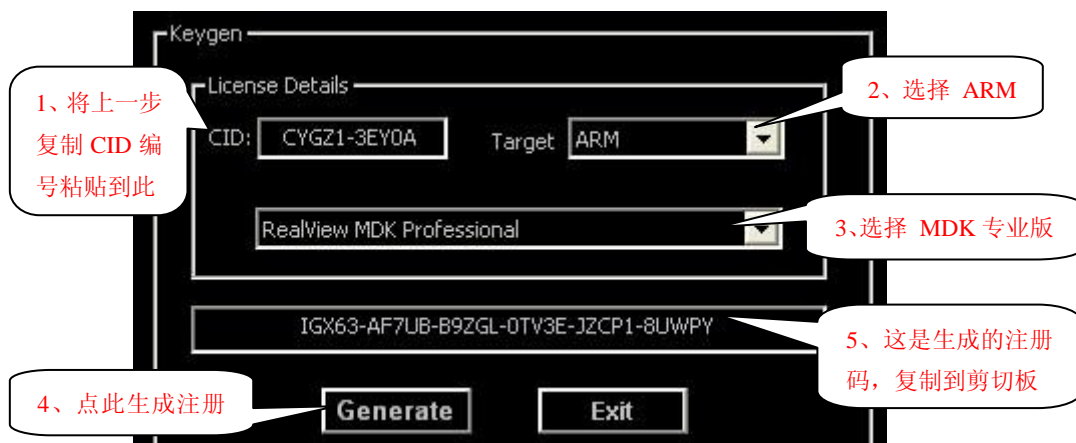 Keygen
License Details
1、将上一步
复制 CID 编
号粘贴到此
2、选择 ARM
CID:
CYGZ1-3EY0A
Target
ARM
RealView MDK Professional
3、选择 MDK 专业版
IGX63-AF7UB-B9ZGL-0TV3E-JZCP1-8UWPY
5、这是生成的注册
码，复制到剪切板
4、点此生成注册
Generate
Exit